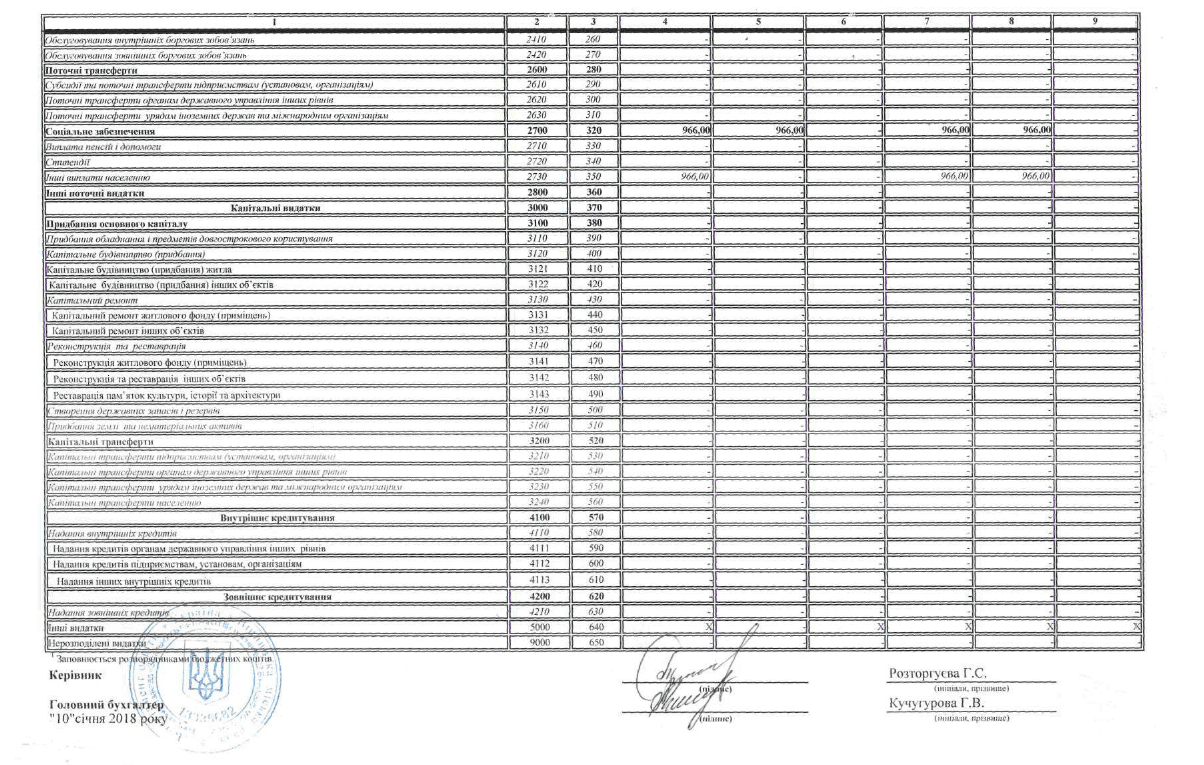 1 2 3 4 5 6 7 8 9
Обслуговування внутрішніх боргових зобов'язань 2410 260 - - - - - -
Обслуговування зовнішніх боргових зобов'язань 2420 270 - - - - - -
Поточні трансферти 2600 280 - - - - - -
Субсидії та поточні трансферти підприємствам (установам, організаціям) 2610 290 - - - - - -
Поточні трансферти органам державного управління інших рівнів 2620 300 - - - - - -
Поточні трансферти урядам іноземних держав та міжнародним організаціям 2630 310 - - - - - -
Соціальне забезпечення 2700 320 966,00 966,00 - 966,00 966,00 -
Виплата пенсій і допомоги 2710 330 - - - - - -
Стипендії 2720 340 - - - - - -
Інші виплати населенню 2730 350 966,00 - - 966,00 966,00 -
Інші поточні видатки 2800 360 - - - - - -
Капітальні видатки 3000 370 - - - - - -
Придбання основного капіталу 3100 380 - - - - - -
Придбання обладнання і предметів довгострокового користування 3110 390 - - - - - -
Капітальне будівництво (придбання) 3120 400 - - - - - -
Капітальне будівництво (придбання) житла 3121 410 - - - - - -
Капітальне будівництво (придбання) інших об'єктів 3122 420 - - - - - -
Капітальний ремонт 3130 430 - - - - - -
Капітальний ремонт житлового фонду (приміщень) 3131 440 - - - - - -
Капітальний ремонт інших об'єктів 3132 450 - - - - - -
Реконструкція та реставрація 3140 460 - - - - - -
Реконструкція житлового фонду (приміщень) 3141 470 - - - - - -
Реконструкція та реставрація інших об'єктів 3142 480 - - - - - -
Реставрація пам'яток культури, історії та архітектури 3143 490 - - - - - -
Створення державних запасів і резервів 3150 500 - - - - - -
Придбання землі та нематеріальних активів 3160 510 - - - - - -
Капітальні трансферти 3200 520 - - - - - -
Капітальні трансферти підприємствам (установам, організаціям) 3210 530 - - - - - -
Капітальні трансферти органам державного управління інших рівнів 3220 540 - - - - - -
Капітальні трансферти урядам іноземних держав та міжнародним організаціям 3230 550 - - - - - -
Капітальні трансферти населенню 3240 560 - - - - - -
Внутрішнє кредитування 4100 570 - - - - - -
Надання внутрішніх кредитів 4110 580 - - - - - -
Надання кредитів органам державного управління інших рівнів 4111 590 - - - - - -
Надання кредитів підприємствам, установам, організаціям 4112 600 - - - - - -
Надання інших внутрішніх кредитів 4113 610 - - - - - -
Зовнішнє кредитування 4200 620 - - - - - -
Надання зовнішніх кредитів 4210 630 - - - - - -
Інші видатки 5000 640 X - X X X X
Нерозподілені видатки 9000 650 - - - - - -
¹ Заповнюється розпорядниками бюджетних коштів
Керівник Розторгуєва Г.С.
(підпис) (ініціали, прізвище)
Головний бухгалтер Кучугурова Г.В.
"10"січня 2018 року (підпис) (ініціали, прізвище)